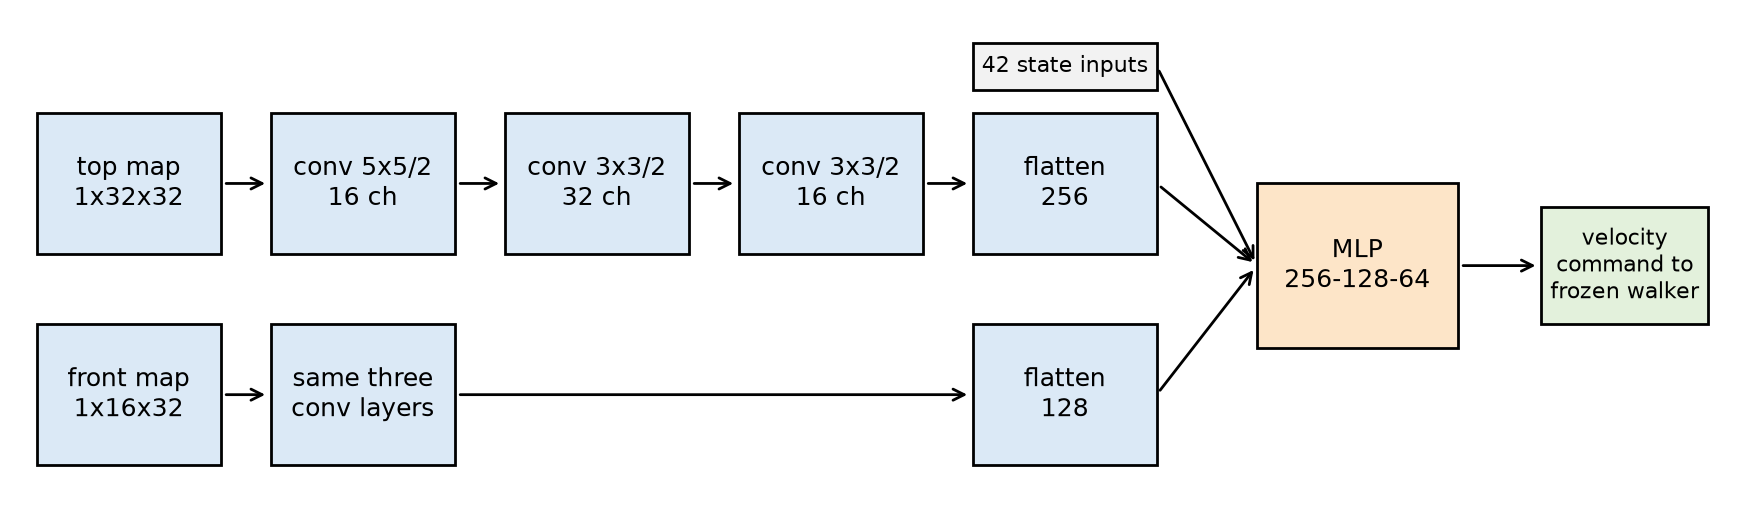 42 state inputs
top map
1x32x32
conv 5x5/2
16 ch
conv 3x3/2
32 ch
conv 3x3/2
16 ch
flatten
256
MLP
256-128-64
velocity
command to
frozen walker
front map
1x16x32
same three
conv layers
flatten
128